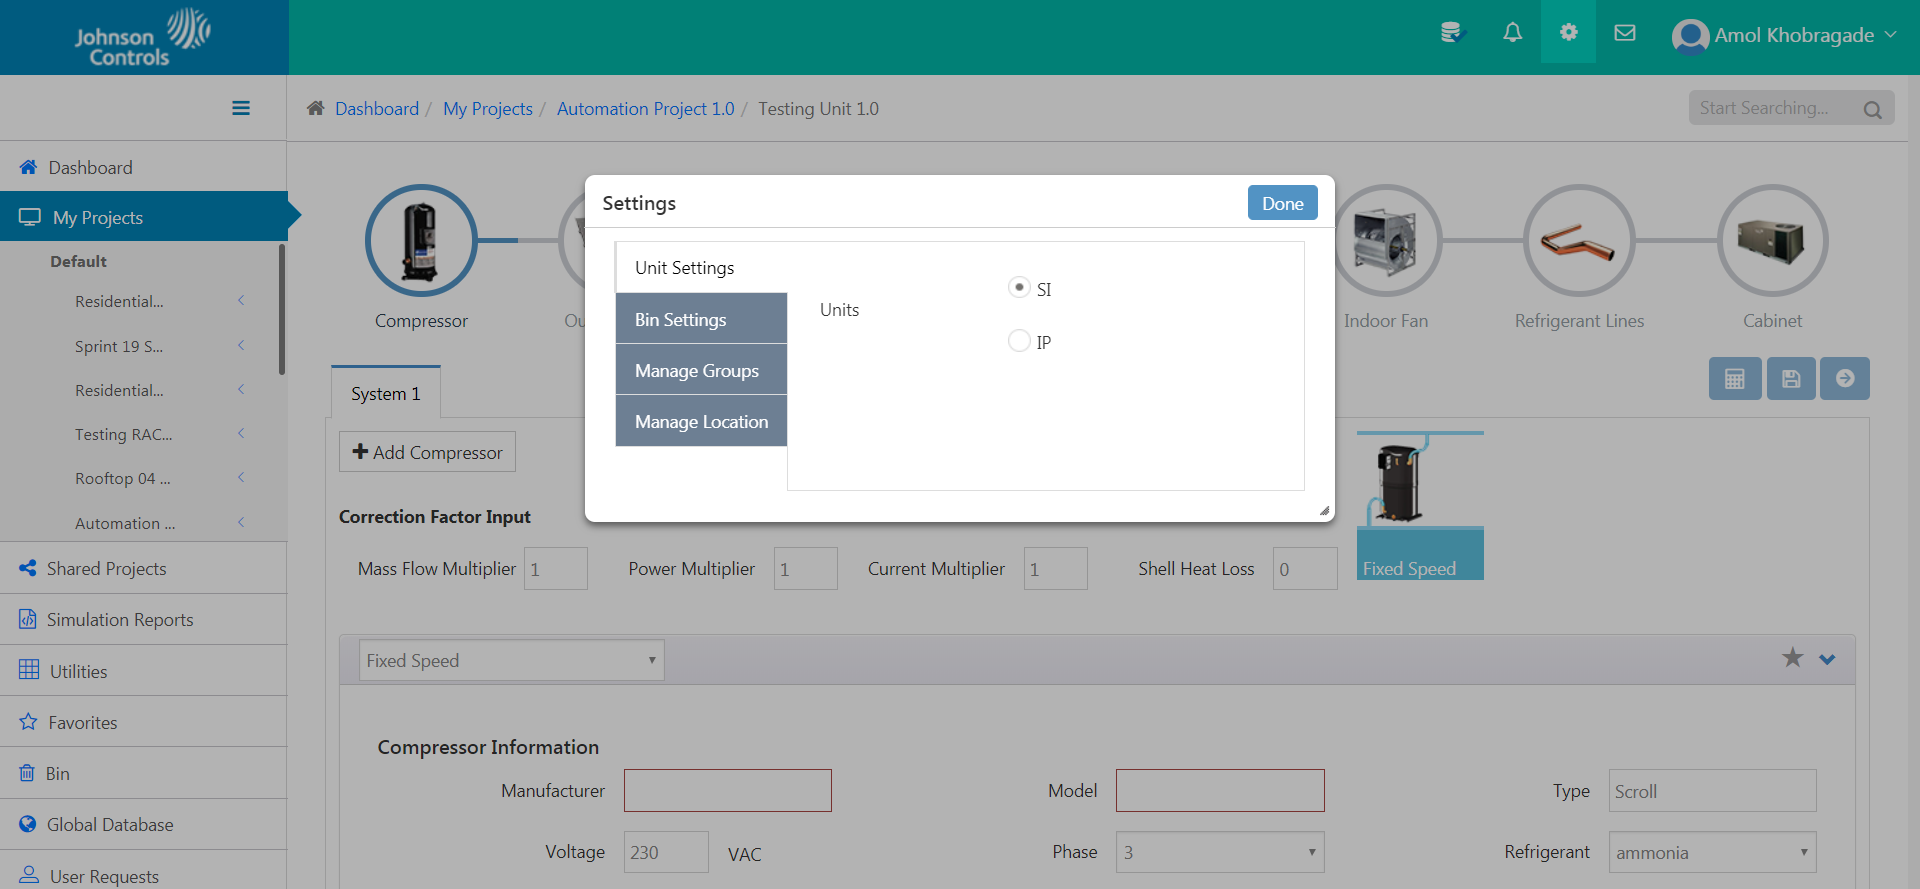 Johnson
Controls
Amol Khobragade
Dashboard / My Projects / Automation Project 1.0 / Testing Unit 1.0
Start Searching...
Dashboard
My Projects
Default
Residential...
Sprint 19 S...
Residential...
Testing RAC...
Rooftop 04 ...
Automation ...
Shared Projects
Simulation Reports
Utilities
Favorites
Bin
Global Database
User Requests
Compressor
Ou
Indoor Fan
Refrigerant Lines
Cabinet
Settings
Done
Unit Settings
Bin Settings
Manage Groups
Manage Location
Units
SI
IP
System 1
Add Compressor
Correction Factor Input
Mass Flow Multiplier 1
Power Multiplier 1
Current Multiplier 1
Shell Heat Loss 0
Fixed Speed
Fixed Speed
Compressor Information
Manufacturer
Model
Type Scroll
Voltage 230 VAC
Phase 3
Refrigerant ammonia